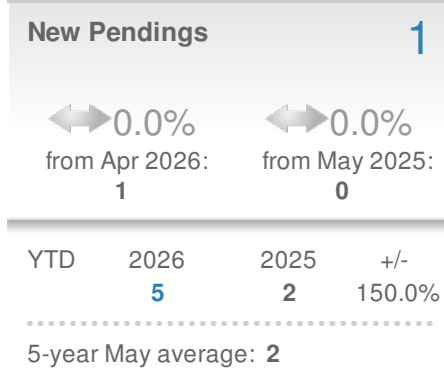 New Pendings 1
0.0% 0.0%
from Apr 2026: from May 2025:
1 0
YTD 2026 2025 +/-
5 2 150.0%
5-year May average: 2